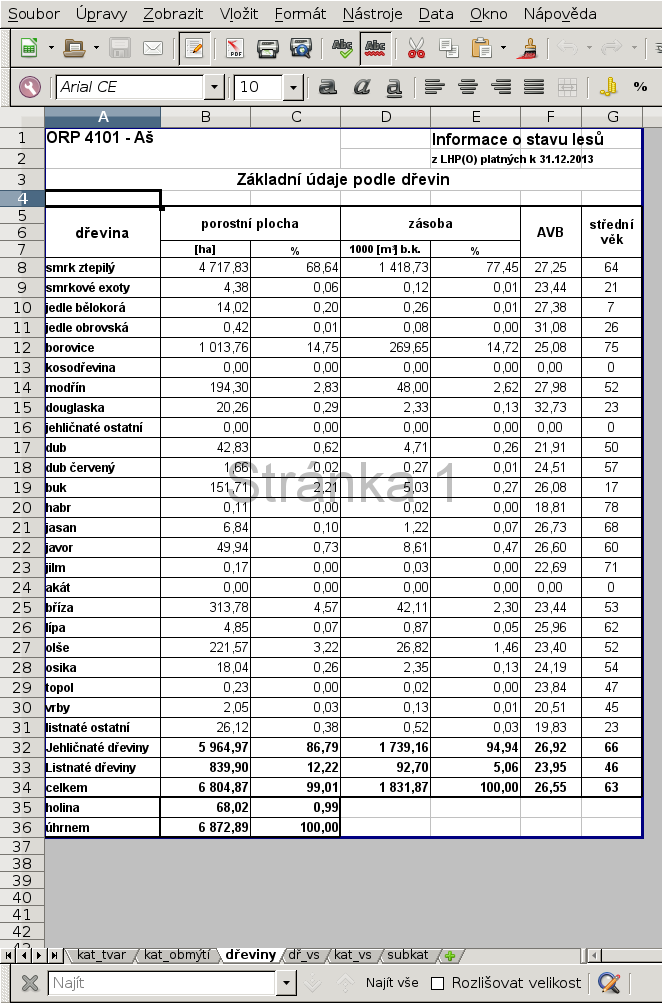 Soubor Úpravy Zobrazit Vložit Formát Nástroje Data Okno Nápověda
PDF Abc Abc
Arial CE 10 a a a %
A B C D E F G
1 ORP 4101 - Aš Informace o stavu lesů
2 z LHP(O) platných k 31.12.2013
3 Základní údaje podle dřevin
4
5 dřevina porostní plocha zásoba AVB střední věk
6
7 [ha] % 1000 [m³] b.k. %
8 smrk ztepilý 4 717,83 68,64 1 418,73 77,45 27,25 64
9 smrkové exoty 4,38 0,06 0,12 0,01 23,44 21
10 jedle bělokorá 14,02 0,20 0,26 0,01 27,38 7
11 jedle obrovská 0,42 0,01 0,08 0,00 31,08 26
12 borovice 1 013,76 14,75 269,65 14,72 25,08 75
13 kosodřevina 0,00 0,00 0,00 0,00 0,00 0
14 modřín 194,30 2,83 48,00 2,62 27,98 52
15 douglaska 20,26 0,29 2,33 0,13 32,73 23
16 jehličnaté ostatní 0,00 0,00 0,00 0,00 0,00 0
17 dub 42,83 0,62 4,71 0,26 21,91 50
18 dub červený 1,66 0,02 0,27 0,01 24,51 57
Stránka 1
19 buk 151,71 2,21 5,03 0,27 26,08 17
20 habr 0,11 0,00 0,02 0,00 18,81 78
21 jasan 6,84 0,10 1,22 0,07 26,73 68
22 javor 49,94 0,73 8,61 0,47 26,60 60
23 jilm 0,17 0,00 0,03 0,00 22,69 71
24 akát 0,00 0,00 0,00 0,00 0,00 0
25 bříza 313,78 4,57 42,11 2,30 23,44 53
26 lípa 4,85 0,07 0,87 0,05 25,96 62
27 olše 221,57 3,22 26,82 1,46 23,40 52
28 osika 18,04 0,26 2,35 0,13 24,19 54
29 topol 0,23 0,00 0,02 0,00 23,84 47
30 vrby 2,05 0,03 0,13 0,01 20,51 45
31 listnaté ostatní 26,12 0,38 0,52 0,03 19,83 23
32 Jehličnaté dřeviny 5 964,97 86,79 1 739,16 94,94 26,92 66
33 Listnaté dřeviny 839,90 12,22 92,70 5,06 23,95 46
34 celkem 6 804,87 99,01 1 831,87 100,00 26,55 63
35 holina 68,02 0,99
36 úhrnem 6 872,89 100,00
37
38
39
40
41
42
43
kat_tvar kat_obmýtí dřeviny dř_vs kat_vs subkat
Najít Najít vše Rozlišovat velikost